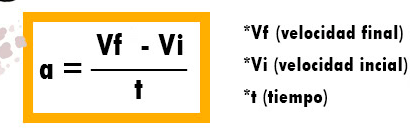 a = Vf - Vi / t
*Vf (velocidad final)
*Vi (velocidad incial)
*t (tiempo)